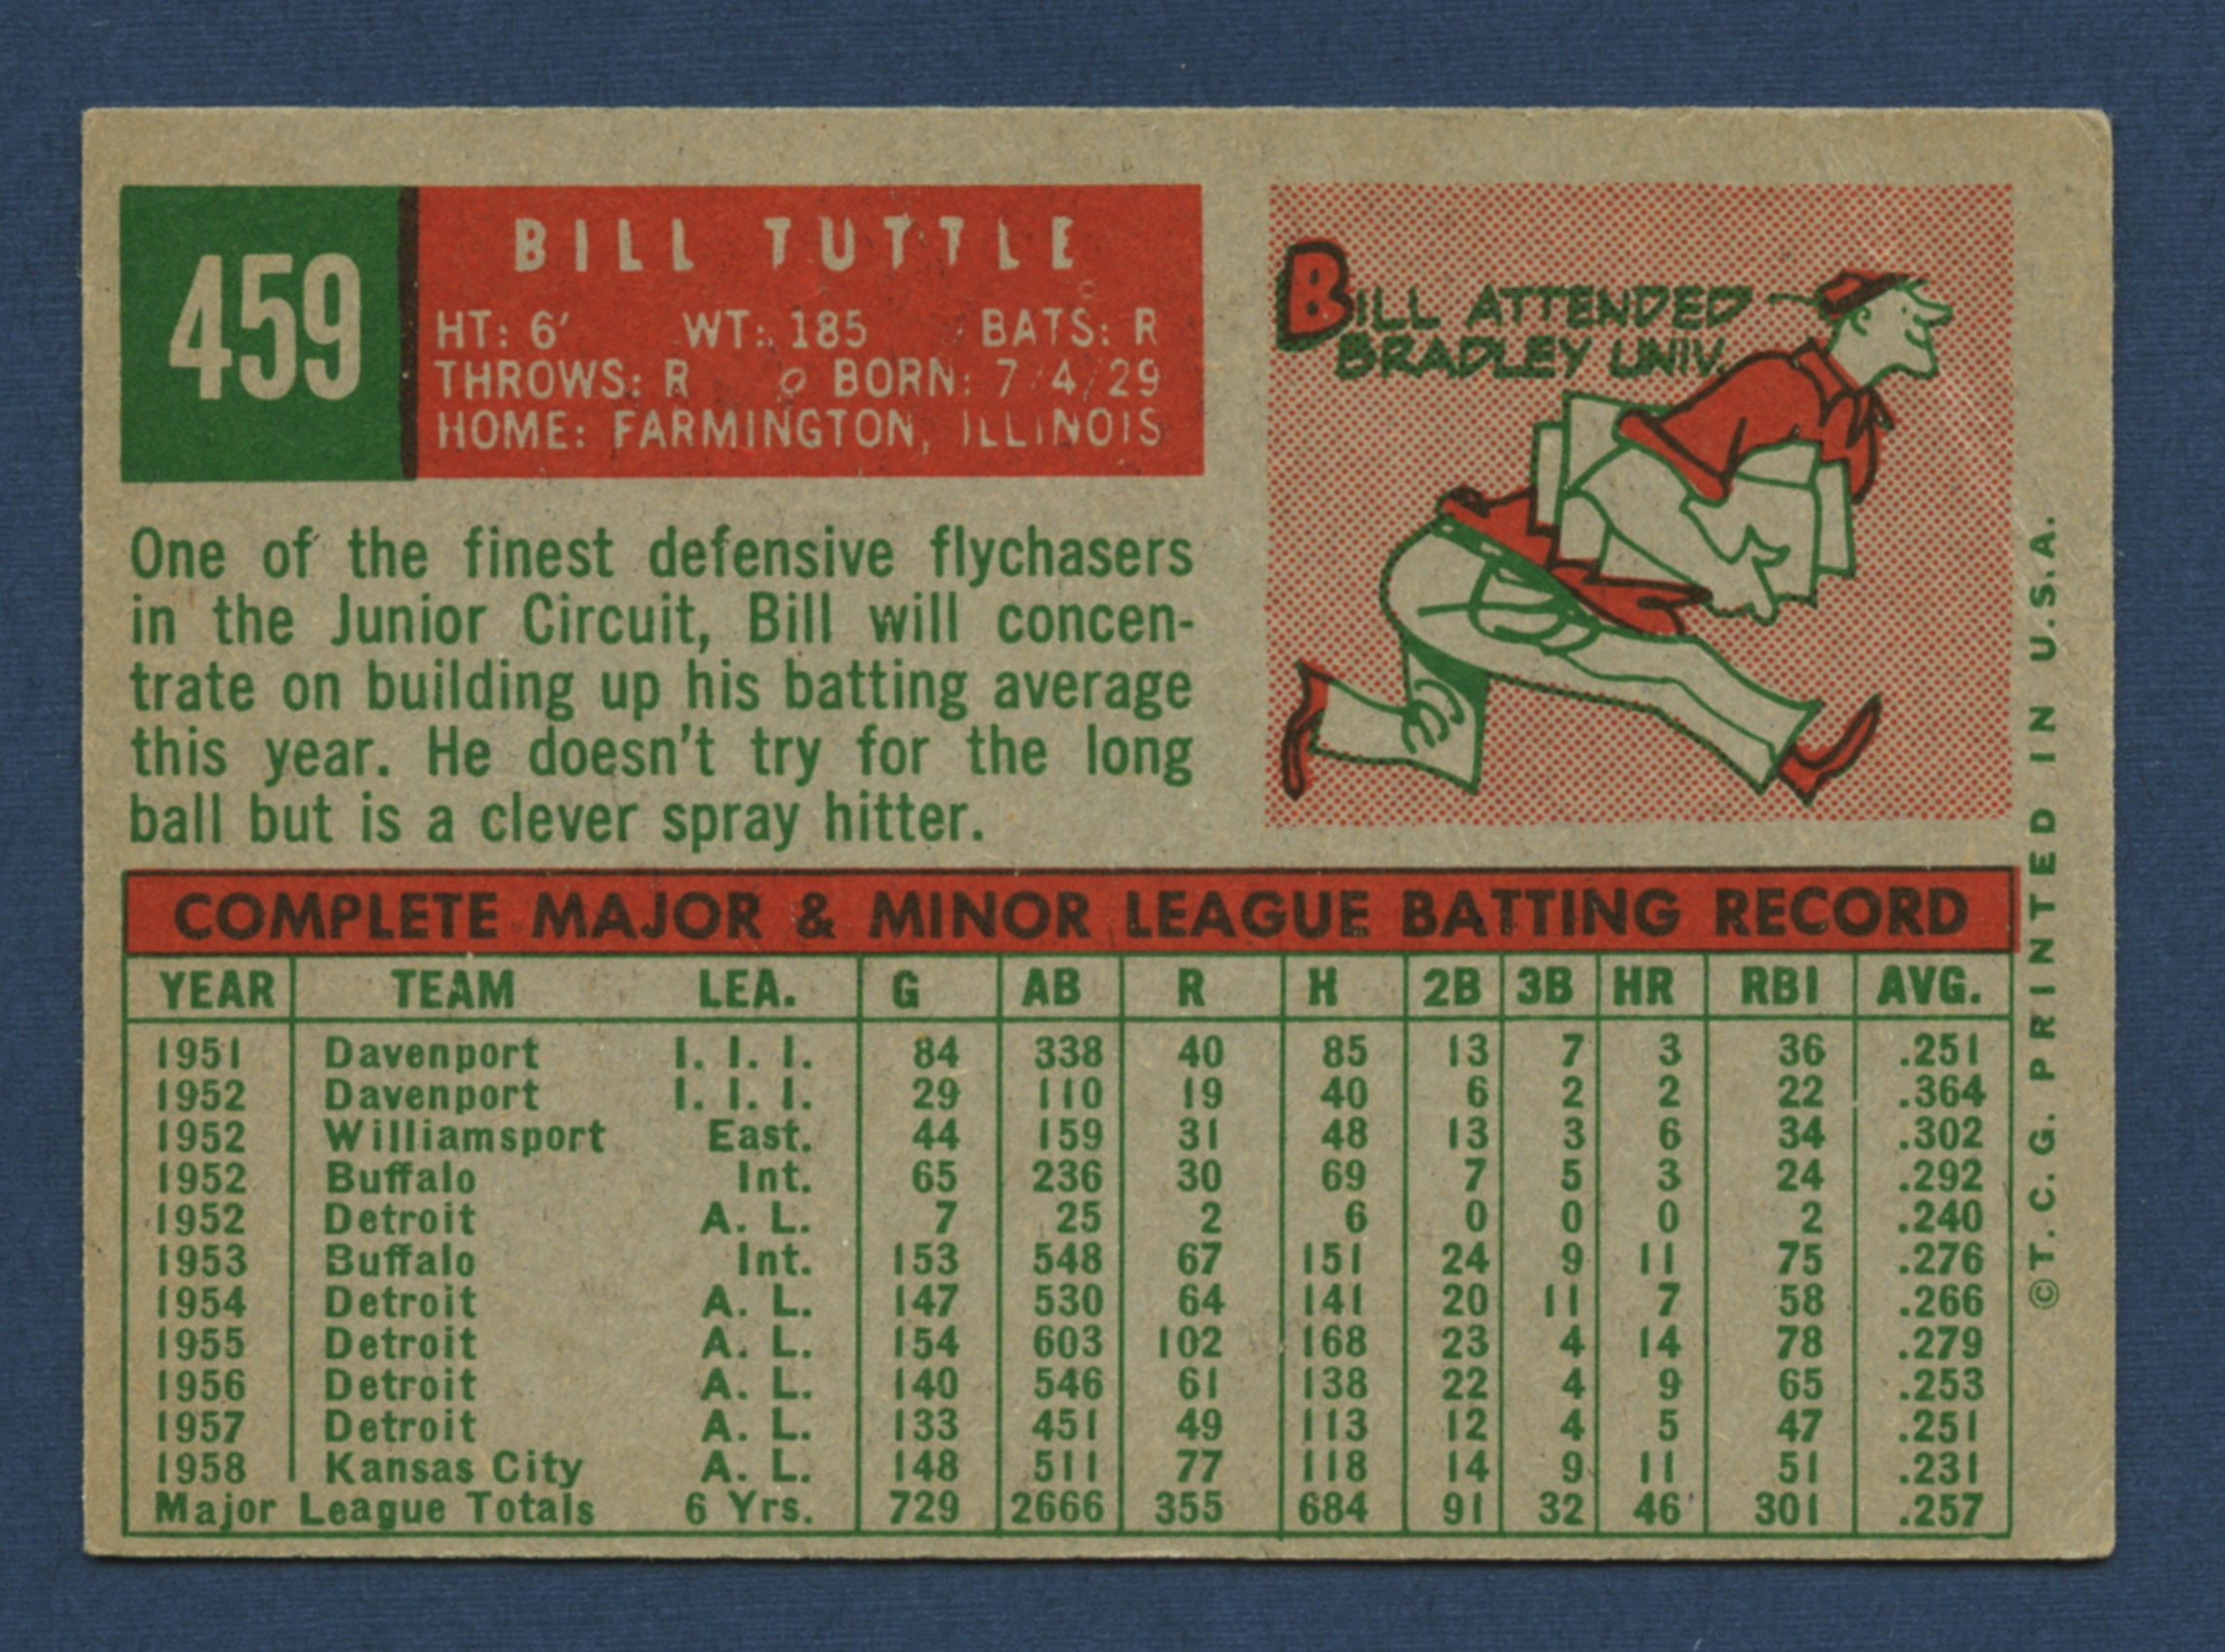 459
BILL TUTTLE
HT: 6' WT: 185 BATS: R
THROWS: R BORN: 7/4/29
HOME: FARMINGTON, ILLINOIS
BILL ATTENDED
BRADLEY UNIV.
One of the finest defensive flychasers
in the Junior Circuit, Bill will concen-
trate on building up his batting average
this year. He doesn't try for the long
ball but is a clever spray hitter.
COMPLETE MAJOR & MINOR LEAGUE BATTING RECORD
YEAR TEAM LEA. G AB R H 2B 3B HR RBI AVG.
1951 Davenport I. I. I. 84 338 40 85 13 7 3 36 .251
1952 Davenport I. I. I. 29 110 19 40 6 2 2 22 .364
1952 Williamsport East. 44 159 31 48 13 3 6 34 .302
1952 Buffalo Int. 65 236 30 69 7 5 3 24 .292
1952 Detroit A. L. 7 25 2 6 0 0 0 2 .240
1953 Buffalo Int. 153 548 67 151 24 9 11 75 .276
1954 Detroit A. L. 147 530 64 141 20 11 7 58 .266
1955 Detroit A. L. 154 603 102 168 23 4 14 78 .279
1956 Detroit A. L. 140 546 61 138 22 4 9 65 .253
1957 Detroit A. L. 133 451 49 113 12 4 5 47 .251
1958 Kansas City A. L. 148 511 77 118 14 9 11 51 .231
Major League Totals 6 Yrs. 729 2666 355 684 91 32 46 301 .257
©T. C. G. PRINTED IN U.S.A.